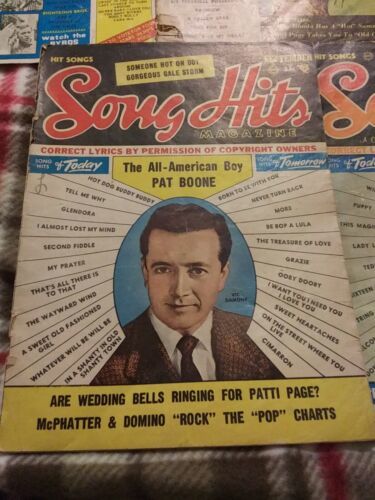 RIGHTEOUS BROS.
watch the
BYRDS
HIT SONGS
SOMEONE HOT OR NOT
GORGEOUS GALE STORM
SEPTEMBER HIT SONGS
Song Hits
MAGAZINE
CORRECT LYRICS BY PERMISSION OF COPYRIGHT OWNERS
SONG HITS of Today
The All-American Boy
PAT BOONE
SONG HITS of Tomorrow
HOT DOG BUDDY BUDDY
TELL ME WHY
GLENDORA
I ALMOST LOST MY MIND
SECOND FIDDLE
MY PRAYER
THAT'S ALL THERE IS
TO THAT
THE WAYWARD WIND
A SWEET OLD FASHIONED
GIRL
WHATEVER WILL BE WILL BE
IN A SHANTY IN OLD
SHANTY TOWN
BORN TO BE WITH YOU
NEVER TURN BACK
MORE
BE BOP A LULA
THE TREASURE OF LOVE
GRAZIE
OOBY DOOBY
I WANT YOU I NEED YOU
I LOVE YOU
SWEET HEARTACHES
ON THE STREET WHERE YOU
LIVE
CIMARRON
VIC
DAMONE
ARE WEDDING BELLS RINGING FOR PATTI PAGE?
McPHATTER & DOMINO "ROCK" THE "POP" CHARTS